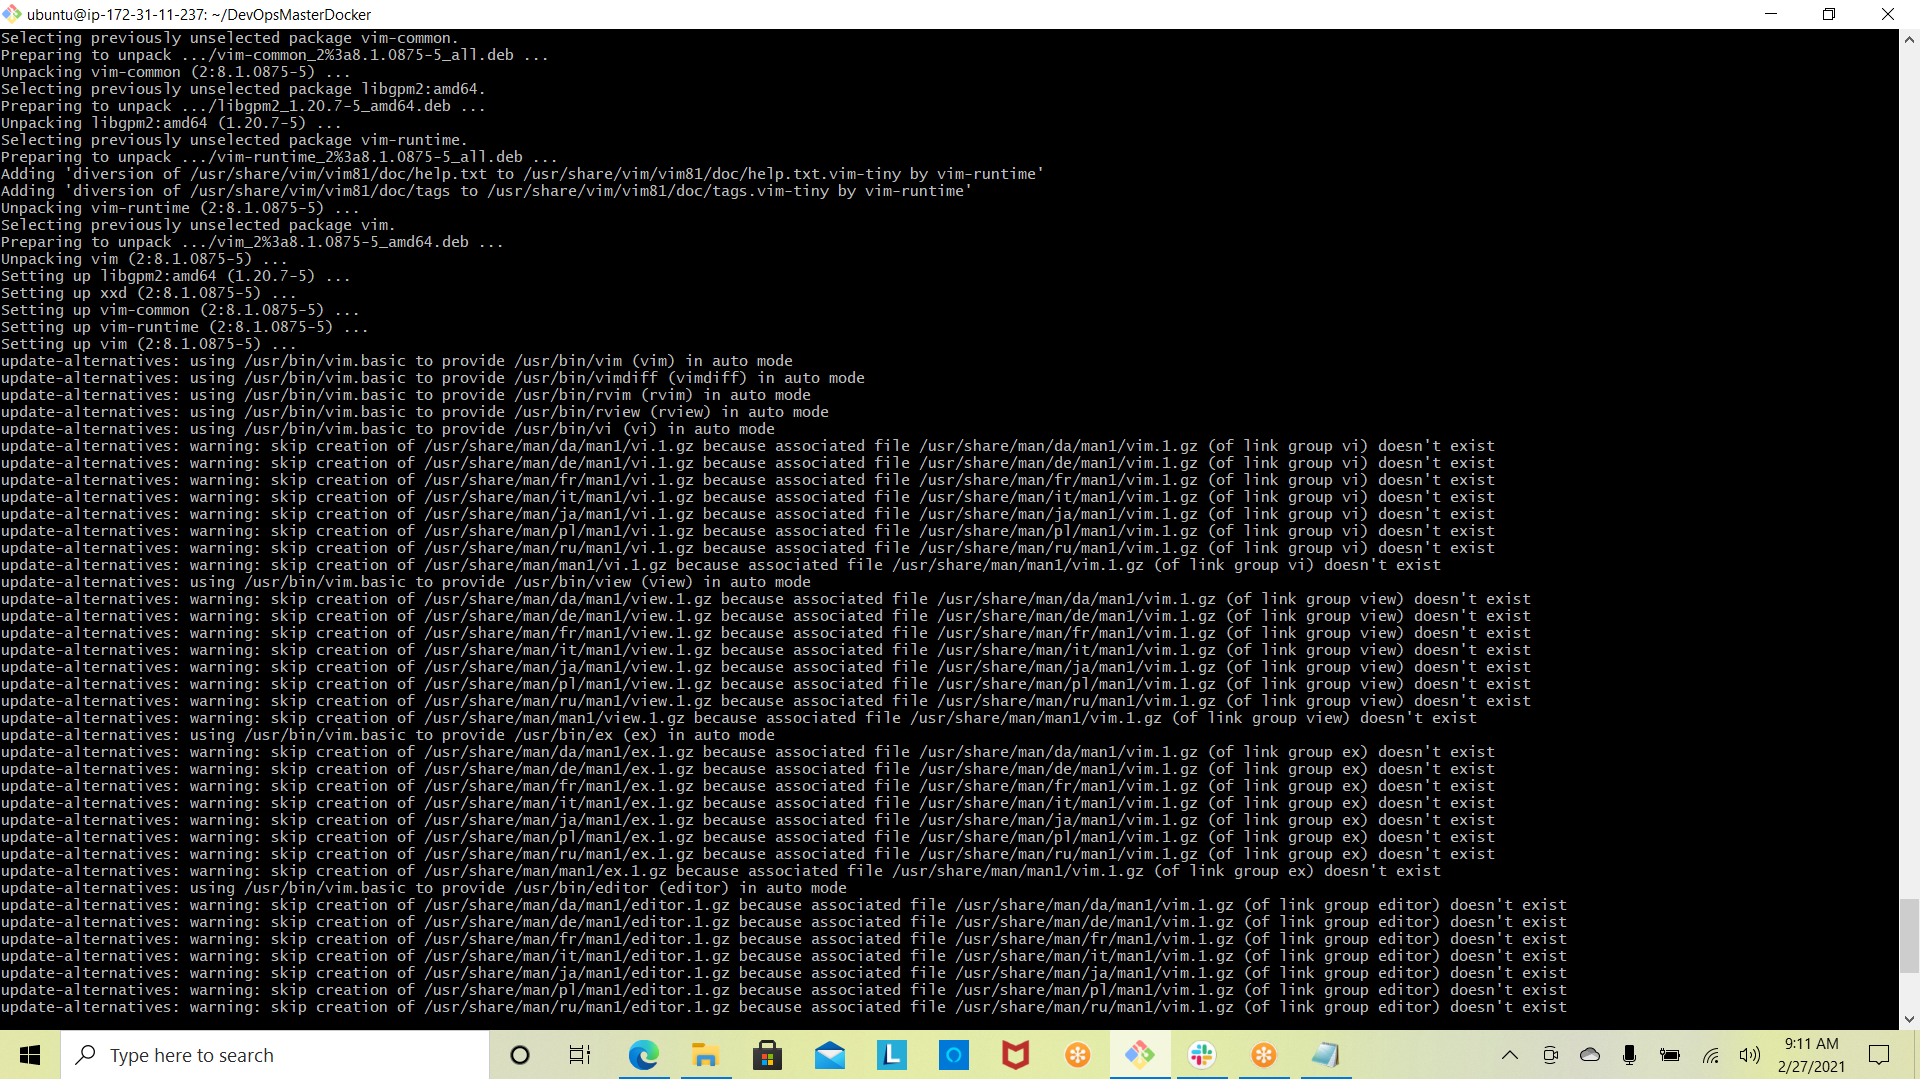 ubuntu@ip-172-31-11-237: ~/DevOpsMasterDocker
Selecting previously unselected package vim-common.
Preparing to unpack .../vim-common_2%3a8.1.0875-5_all.deb ...
Unpacking vim-common (2:8.1.0875-5) ...
Selecting previously unselected package libgpm2:amd64.
Preparing to unpack .../libgpm2_1.20.7-5_amd64.deb ...
Unpacking libgpm2:amd64 (1.20.7-5) ...
Selecting previously unselected package vim-runtime.
Preparing to unpack .../vim-runtime_2%3a8.1.0875-5_all.deb ...
Adding 'diversion of /usr/share/vim/vim81/doc/help.txt to /usr/share/vim/vim81/doc/help.txt.vim-tiny by vim-runtime'
Adding 'diversion of /usr/share/vim/vim81/doc/tags to /usr/share/vim/vim81/doc/tags.vim-tiny by vim-runtime'
Unpacking vim-runtime (2:8.1.0875-5) ...
Selecting previously unselected package vim.
Preparing to unpack .../vim_2%3a8.1.0875-5_amd64.deb ...
Unpacking vim (2:8.1.0875-5) ...
Setting up libgpm2:amd64 (1.20.7-5) ...
Setting up xxd (2:8.1.0875-5) ...
Setting up vim-common (2:8.1.0875-5) ...
Setting up vim-runtime (2:8.1.0875-5) ...
Setting up vim (2:8.1.0875-5) ...
update-alternatives: using /usr/bin/vim.basic to provide /usr/bin/vim (vim) in auto mode
update-alternatives: using /usr/bin/vim.basic to provide /usr/bin/vimdiff (vimdiff) in auto mode
update-alternatives: using /usr/bin/vim.basic to provide /usr/bin/rvim (rvim) in auto mode
update-alternatives: using /usr/bin/vim.basic to provide /usr/bin/rview (rview) in auto mode
update-alternatives: using /usr/bin/vim.basic to provide /usr/bin/vi (vi) in auto mode
update-alternatives: warning: skip creation of /usr/share/man/da/man1/vi.1.gz because associated file /usr/share/man/da/man1/vim.1.gz (of link group vi) doesn't exist
update-alternatives: warning: skip creation of /usr/share/man/de/man1/vi.1.gz because associated file /usr/share/man/de/man1/vim.1.gz (of link group vi) doesn't exist
update-alternatives: warning: skip creation of /usr/share/man/fr/man1/vi.1.gz because associated file /usr/share/man/fr/man1/vim.1.gz (of link group vi) doesn't exist
update-alternatives: warning: skip creation of /usr/share/man/it/man1/vi.1.gz because associated file /usr/share/man/it/man1/vim.1.gz (of link group vi) doesn't exist
update-alternatives: warning: skip creation of /usr/share/man/ja/man1/vi.1.gz because associated file /usr/share/man/ja/man1/vim.1.gz (of link group vi) doesn't exist
update-alternatives: warning: skip creation of /usr/share/man/pl/man1/vi.1.gz because associated file /usr/share/man/pl/man1/vim.1.gz (of link group vi) doesn't exist
update-alternatives: warning: skip creation of /usr/share/man/ru/man1/vi.1.gz because associated file /usr/share/man/ru/man1/vim.1.gz (of link group vi) doesn't exist
update-alternatives: warning: skip creation of /usr/share/man/man1/vi.1.gz because associated file /usr/share/man/man1/vim.1.gz (of link group vi) doesn't exist
update-alternatives: using /usr/bin/vim.basic to provide /usr/bin/view (view) in auto mode
update-alternatives: warning: skip creation of /usr/share/man/da/man1/view.1.gz because associated file /usr/share/man/da/man1/vim.1.gz (of link group view) doesn't exist
update-alternatives: warning: skip creation of /usr/share/man/de/man1/view.1.gz because associated file /usr/share/man/de/man1/vim.1.gz (of link group view) doesn't exist
update-alternatives: warning: skip creation of /usr/share/man/fr/man1/view.1.gz because associated file /usr/share/man/fr/man1/vim.1.gz (of link group view) doesn't exist
update-alternatives: warning: skip creation of /usr/share/man/it/man1/view.1.gz because associated file /usr/share/man/it/man1/vim.1.gz (of link group view) doesn't exist
update-alternatives: warning: skip creation of /usr/share/man/ja/man1/view.1.gz because associated file /usr/share/man/ja/man1/vim.1.gz (of link group view) doesn't exist
update-alternatives: warning: skip creation of /usr/share/man/pl/man1/view.1.gz because associated file /usr/share/man/pl/man1/vim.1.gz (of link group view) doesn't exist
update-alternatives: warning: skip creation of /usr/share/man/ru/man1/view.1.gz because associated file /usr/share/man/ru/man1/vim.1.gz (of link group view) doesn't exist
update-alternatives: warning: skip creation of /usr/share/man/man1/view.1.gz because associated file /usr/share/man/man1/vim.1.gz (of link group view) doesn't exist
update-alternatives: using /usr/bin/vim.basic to provide /usr/bin/ex (ex) in auto mode
update-alternatives: warning: skip creation of /usr/share/man/da/man1/ex.1.gz because associated file /usr/share/man/da/man1/vim.1.gz (of link group ex) doesn't exist
update-alternatives: warning: skip creation of /usr/share/man/de/man1/ex.1.gz because associated file /usr/share/man/de/man1/vim.1.gz (of link group ex) doesn't exist
update-alternatives: warning: skip creation of /usr/share/man/fr/man1/ex.1.gz because associated file /usr/share/man/fr/man1/vim.1.gz (of link group ex) doesn't exist
update-alternatives: warning: skip creation of /usr/share/man/it/man1/ex.1.gz because associated file /usr/share/man/it/man1/vim.1.gz (of link group ex) doesn't exist
update-alternatives: warning: skip creation of /usr/share/man/ja/man1/ex.1.gz because associated file /usr/share/man/ja/man1/vim.1.gz (of link group ex) doesn't exist
update-alternatives: warning: skip creation of /usr/share/man/pl/man1/ex.1.gz because associated file /usr/share/man/pl/man1/vim.1.gz (of link group ex) doesn't exist
update-alternatives: warning: skip creation of /usr/share/man/ru/man1/ex.1.gz because associated file /usr/share/man/ru/man1/vim.1.gz (of link group ex) doesn't exist
update-alternatives: warning: skip creation of /usr/share/man/man1/ex.1.gz because associated file /usr/share/man/man1/vim.1.gz (of link group ex) doesn't exist
update-alternatives: using /usr/bin/vim.basic to provide /usr/bin/editor (editor) in auto mode
update-alternatives: warning: skip creation of /usr/share/man/da/man1/editor.1.gz because associated file /usr/share/man/da/man1/vim.1.gz (of link group editor) doesn't exist
update-alternatives: warning: skip creation of /usr/share/man/de/man1/editor.1.gz because associated file /usr/share/man/de/man1/vim.1.gz (of link group editor) doesn't exist
update-alternatives: warning: skip creation of /usr/share/man/fr/man1/editor.1.gz because associated file /usr/share/man/fr/man1/vim.1.gz (of link group editor) doesn't exist
update-alternatives: warning: skip creation of /usr/share/man/it/man1/editor.1.gz because associated file /usr/share/man/it/man1/vim.1.gz (of link group editor) doesn't exist
update-alternatives: warning: skip creation of /usr/share/man/ja/man1/editor.1.gz because associated file /usr/share/man/ja/man1/vim.1.gz (of link group editor) doesn't exist
update-alternatives: warning: skip creation of /usr/share/man/pl/man1/editor.1.gz because associated file /usr/share/man/pl/man1/vim.1.gz (of link group editor) doesn't exist
update-alternatives: warning: skip creation of /usr/share/man/ru/man1/editor.1.gz because associated file /usr/share/man/ru/man1/vim.1.gz (of link group editor) doesn't exist
Type here to search
L
9:11 AM
2/27/2021